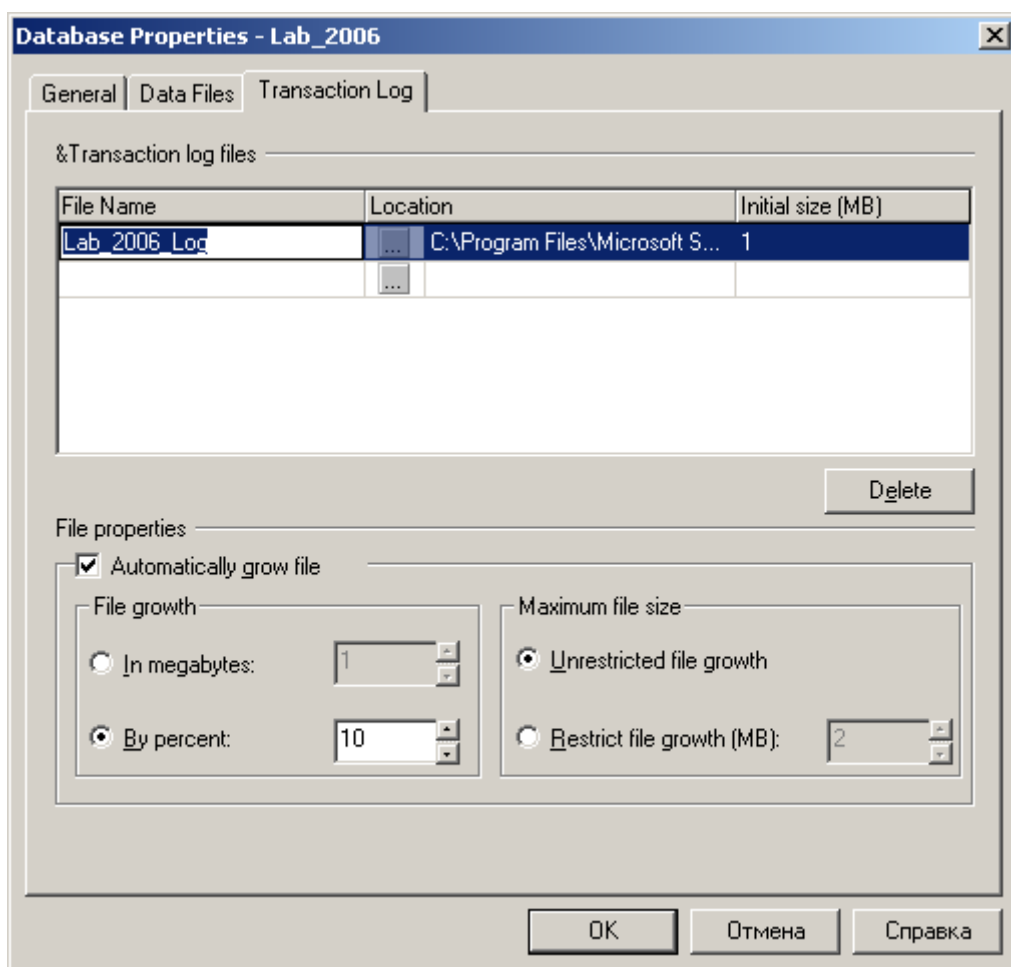 Database Properties - Lab_2006
General Data Files Transaction Log
&Transaction log files
File Name Location Initial size (MB)
Lab_2006_Log ... C:\Program Files\Microsoft S... 1
...
Delete
File properties
Automatically grow file
File growth Maximum file size
In megabytes: 1 Unrestricted file growth
By percent: 10 Restrict file growth (MB): 2
OK Отмена Справка